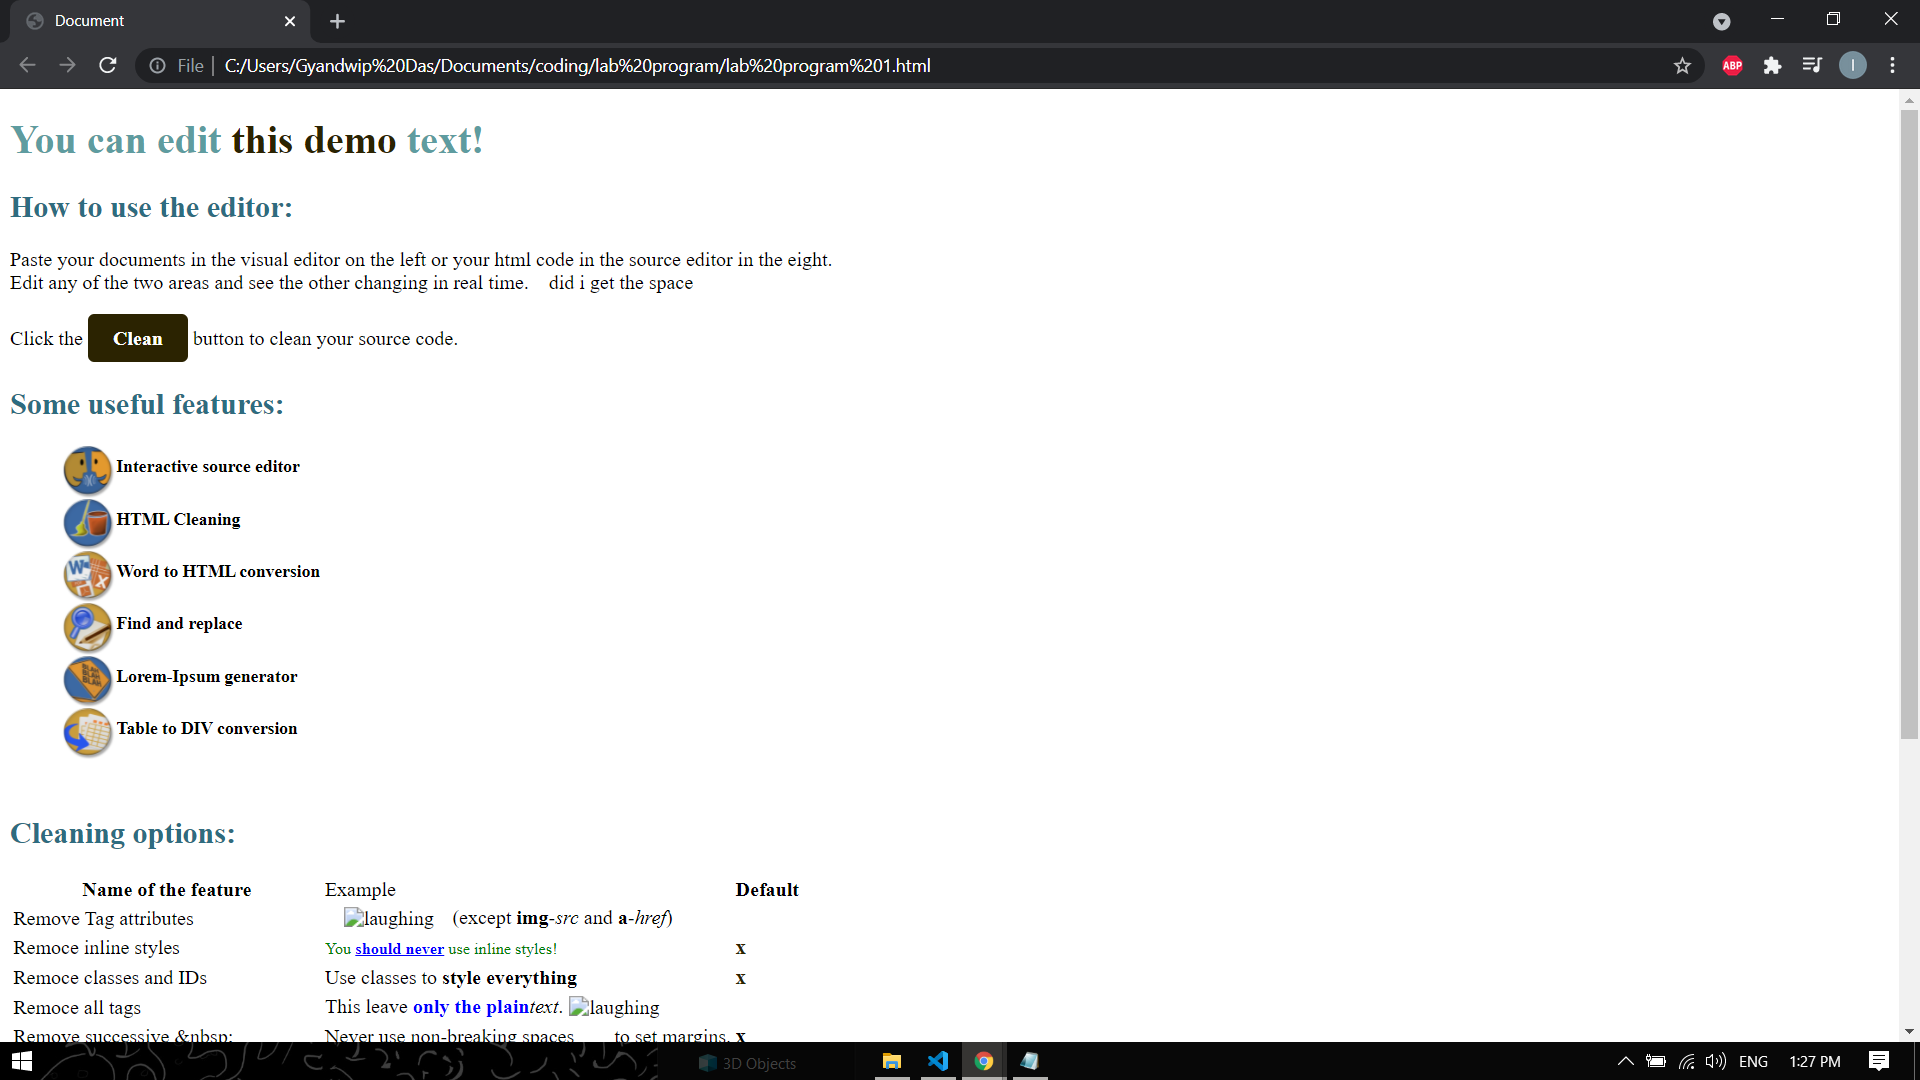 Document
File | C:/Users/Gyandwip%20Das/Documents/coding/lab%20program/lab%20program%201.html
ABP
I
You can edit this demo text!
How to use the editor:
Paste your documents in the visual editor on the left or your html code in the source editor in the eight.
Edit any of the two areas and see the other changing in real time. did i get the space
Click the Clean button to clean your source code.
Some useful features:
Interactive source editor
HTML Cleaning
Word to HTML conversion
Find and replace
BLAH BLAH BLAH
Lorem-Ipsum generator
Table to DIV conversion
Cleaning options:
Name of the feature Example Default
Remove Tag attributes laughing (except img-src and a-href)
Remoce inline styles You should never use inline styles! x
Remoce classes and IDs Use classes to style everything x
Remoce all tags This leave only the plaintext. laughing
Remove successive &nbsp; Never use non-breaking spaces to set margins. x
3D Objects
ENG 1:27 PM